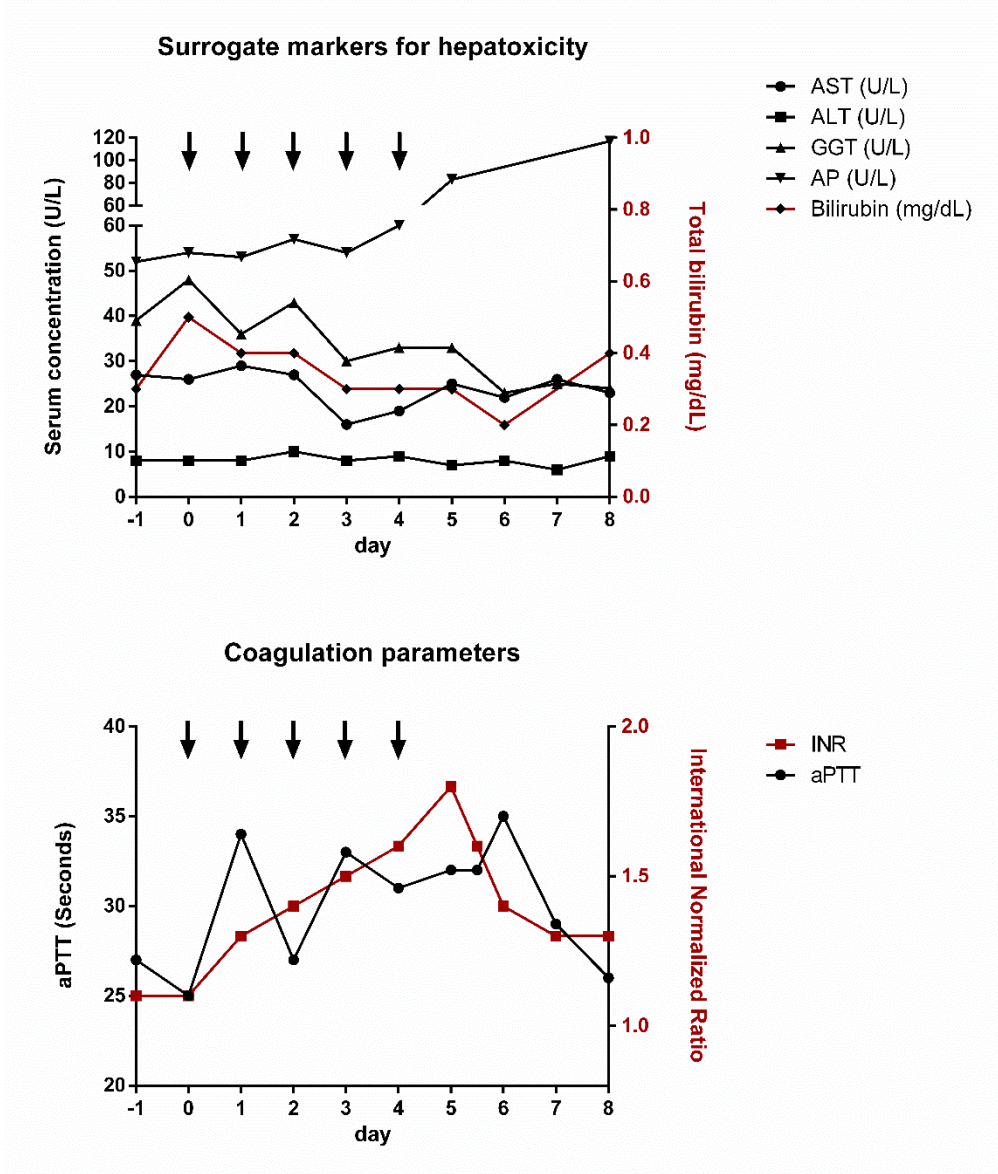 Surrogate markers for hepatoxicity
AST (U/L)
ALT (U/L)
GGT (U/L)
AP (U/L)
Bilirubin (mg/dL)
Serum concentration (U/L)
120
100
80
60
60
50
40
30
20
10
0
-1 0 1 2 3 4 5 6 7 8
day
1.0
0.8
0.6
0.4
0.2
0.0
Total bilirubin (mg/dL)
Coagulation parameters
INR
aPTT
aPTT (Seconds)
40
35
30
25
20
-1 0 1 2 3 4 5 6 7 8
day
2.0
1.5
1.0
International Normalized Ratio